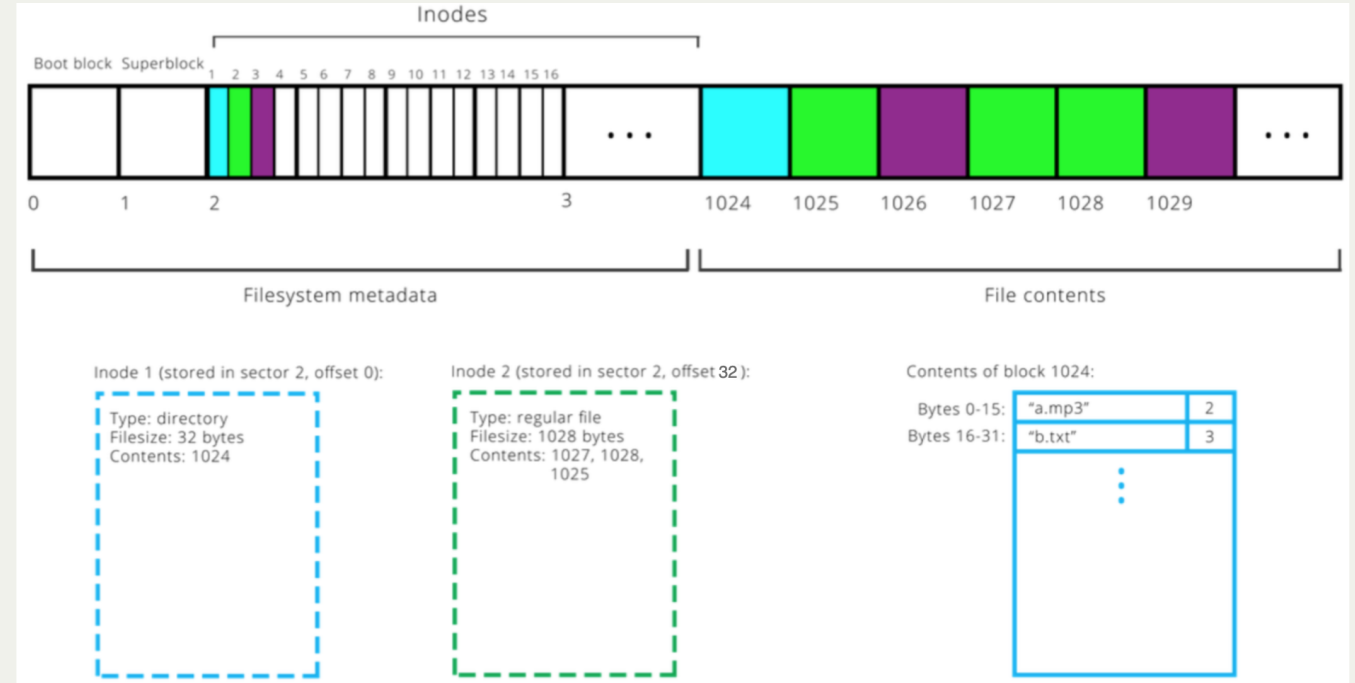 Inodes
Boot block Superblock
1 2 3 4 5 6 7 8 9 10 11 12 13 14 15 16
...
...
0 1 2 3 1024 1025 1026 1027 1028 1029
Filesystem metadata
File contents
Inode 1 (stored in sector 2, offset 0):
Type: directory
Filesize: 32 bytes
Contents: 1024
Inode 2 (stored in sector 2, offset 32 ):
Type: regular file
Filesize: 1028 bytes
Contents: 1027, 1028,
1025
Contents of block 1024:
Bytes 0-15: “a.mp3” 2
Bytes 16-31: “b.txt” 3